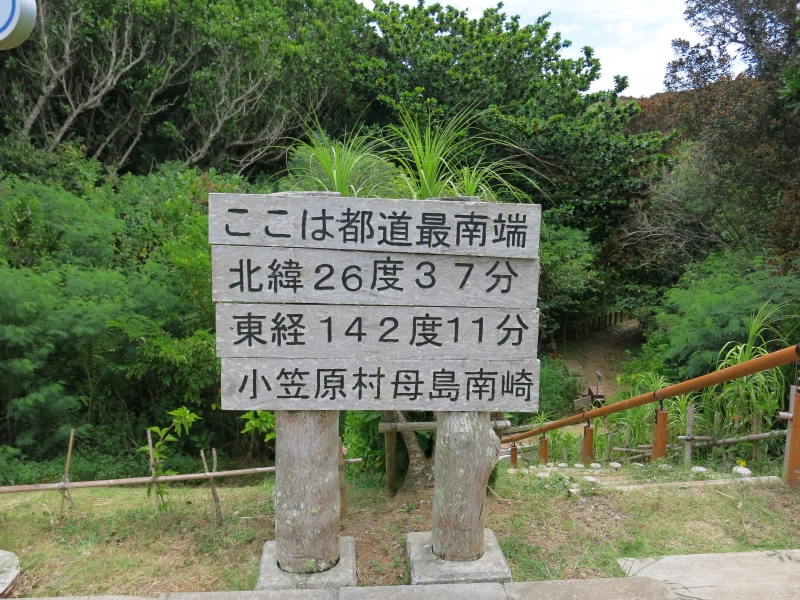 ここは都道最南端
北緯26度37分
東経142度11分
小笠原村母島南崎